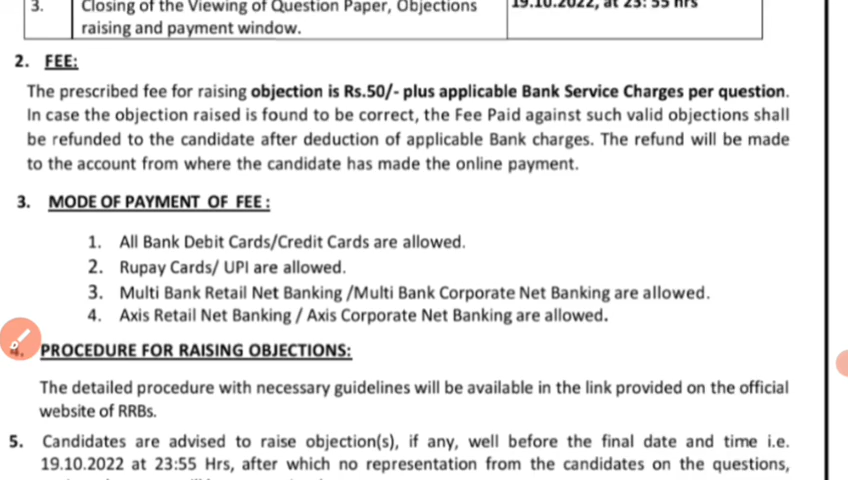 3. Closing of the Viewing of Question Paper, Objections 19.10.2022, at 23: 55 hrs
raising and payment window.
2. FEE:
The prescribed fee for raising objection is Rs.50/- plus applicable Bank Service Charges per question.
In case the objection raised is found to be correct, the Fee Paid against such valid objections shall
be refunded to the candidate after deduction of applicable Bank charges. The refund will be made
to the account from where the candidate has made the online payment.
3. MODE OF PAYMENT OF FEE :
1. All Bank Debit Cards/Credit Cards are allowed.
2. Rupay Cards/ UPI are allowed.
3. Multi Bank Retail Net Banking /Multi Bank Corporate Net Banking are allowed.
4. Axis Retail Net Banking / Axis Corporate Net Banking are allowed.
4. PROCEDURE FOR RAISING OBJECTIONS:
The detailed procedure with necessary guidelines will be available in the link provided on the official
website of RRBs.
5. Candidates are advised to raise objection(s), if any, well before the final date and time i.e.
19.10.2022 at 23:55 Hrs, after which no representation from the candidates on the questions,